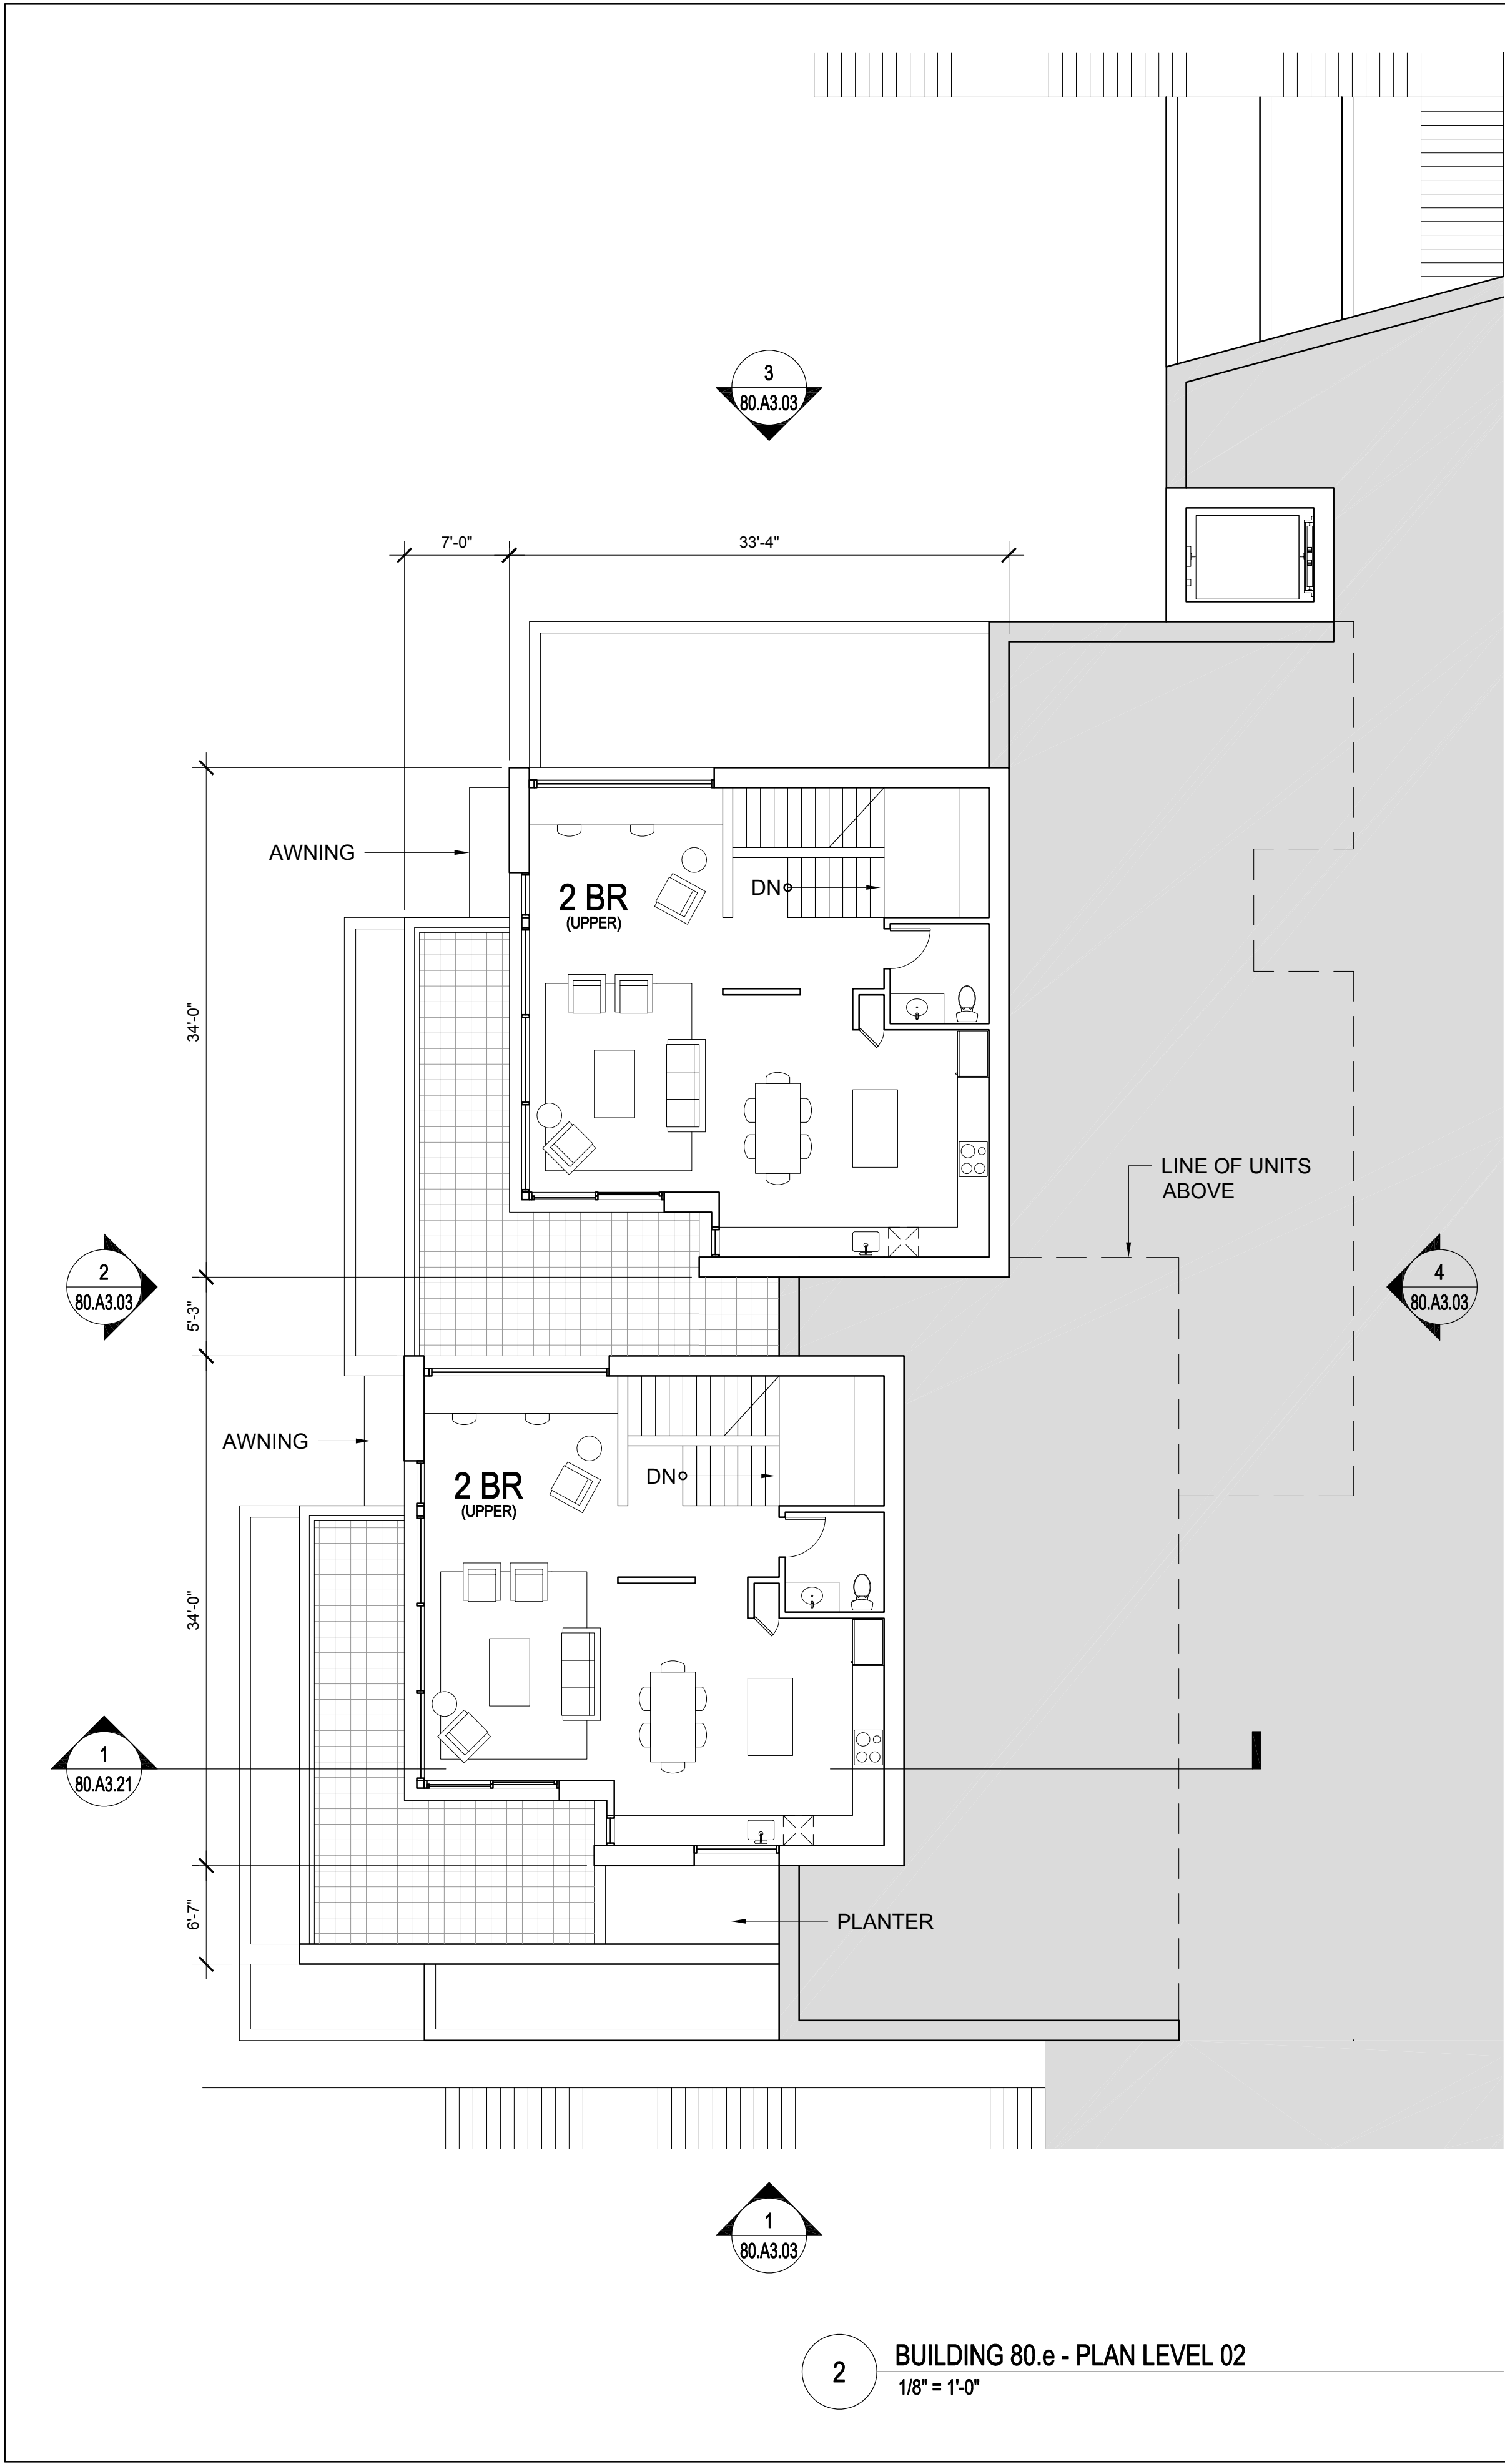 3
80.A3.03
7'-0"
33'-4"
AWNING
2 BR
(UPPER)
DN
34'-0"
LINE OF UNITS
ABOVE
2
80.A3.03
4
80.A3.03
5'-3"
AWNING
2 BR
(UPPER)
DN
34'-0"
1
80.A3.21
6'-7"
PLANTER
1
80.A3.03
2
BUILDING 80.e - PLAN LEVEL 02
1/8" = 1'-0"